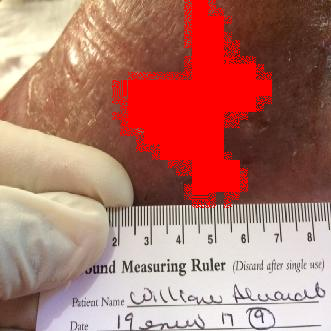 2 3 4 5 6 7 8
ound Measuring Ruler (Discard after single use)
Patient Name William
Date 19 17 (9)